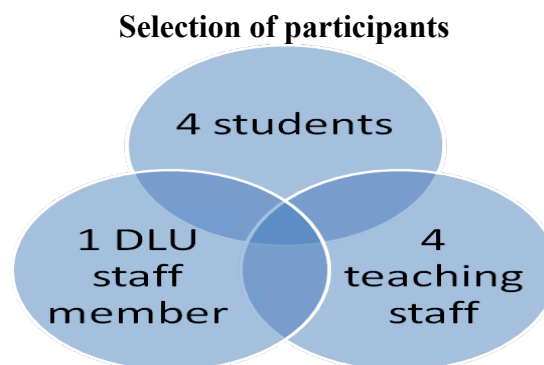 Selection of participants
4 students
1 DLU
staff
member
4
teaching
staff